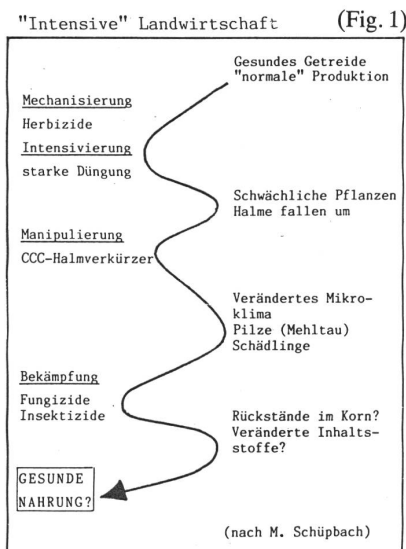 "Intensive" Landwirtschaft (Fig. 1)
Gesundes Getreide
"normale" Produktion
Mechanisierung
Herbizide
Intensivierung
starke Düngung
Schwächliche Pflanzen
Halme fallen um
Manipulierung
CCC-Halmverkürzer
Verändertes Mikro-
klima
Pilze (Mehltau)
Schädlinge
Bekämpfung
Fungizide
Insektizide
Rückstände im Korn?
Veränderte Inhalts-
stoffe?
GESUNDE
NAHRUNG?
(nach M. Schüpbach)